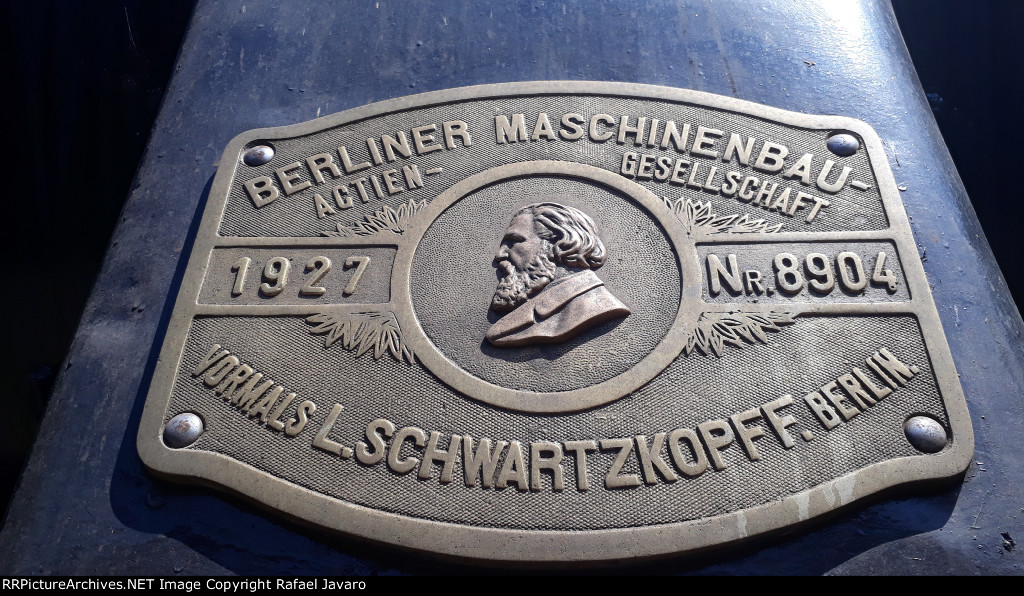 BERLINER MASCHINENBAU-
ACTIEN- GESELLSCHAFT
1927 NR. 8904
VORMALS L. SCHWARTZKOPFF. BERLIN.
RRPictureArchives.NET Image Copyright Rafael Javaro